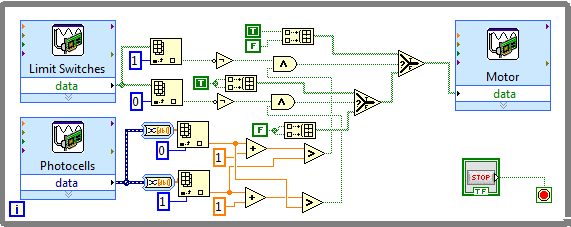 Limit Switches
data
1
0
T
F
T
F
Motor
data
Photocells
data
0
1
1
1
STOP
TF
i